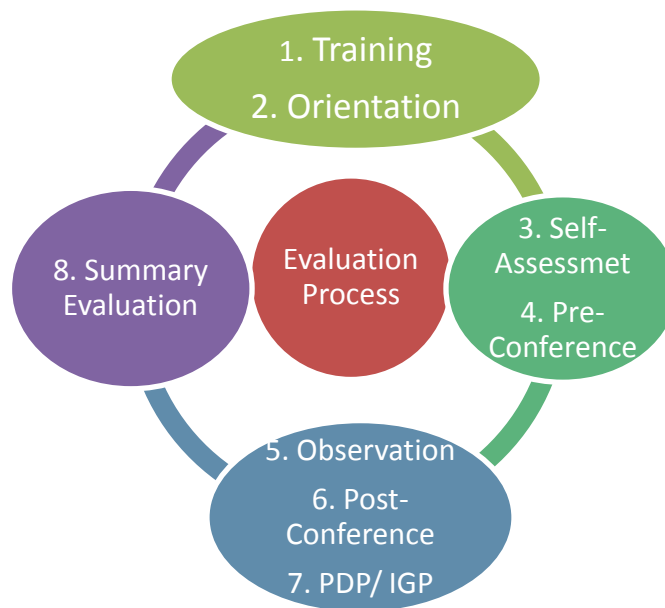 1. Training
2. Orientation
3. Self-
Assessmet
4. Pre-
Conference
5. Observation
6. Post-
Conference
7. PDP/ IGP
8. Summary
Evaluation
Evaluation
Process